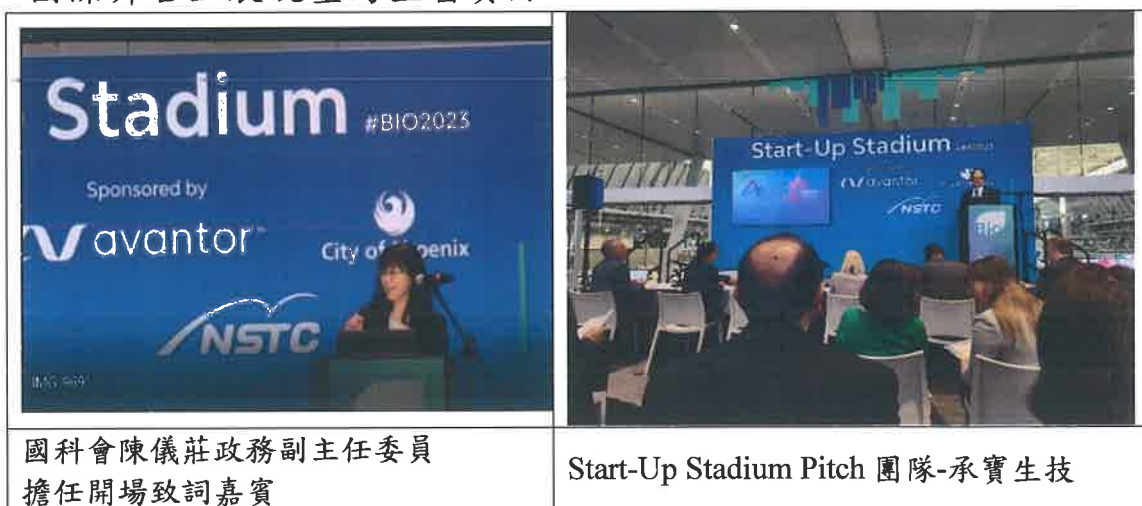 Stadium #BIO2023
Sponsored by
avantor
City of Phoenix
NSTC
Start-Up Stadium
avantor
NSTC
國科會陳儀莊政務副主任委員
擔任開場致詞嘉賓
Start-Up Stadium Pitch 團隊-承寶生技